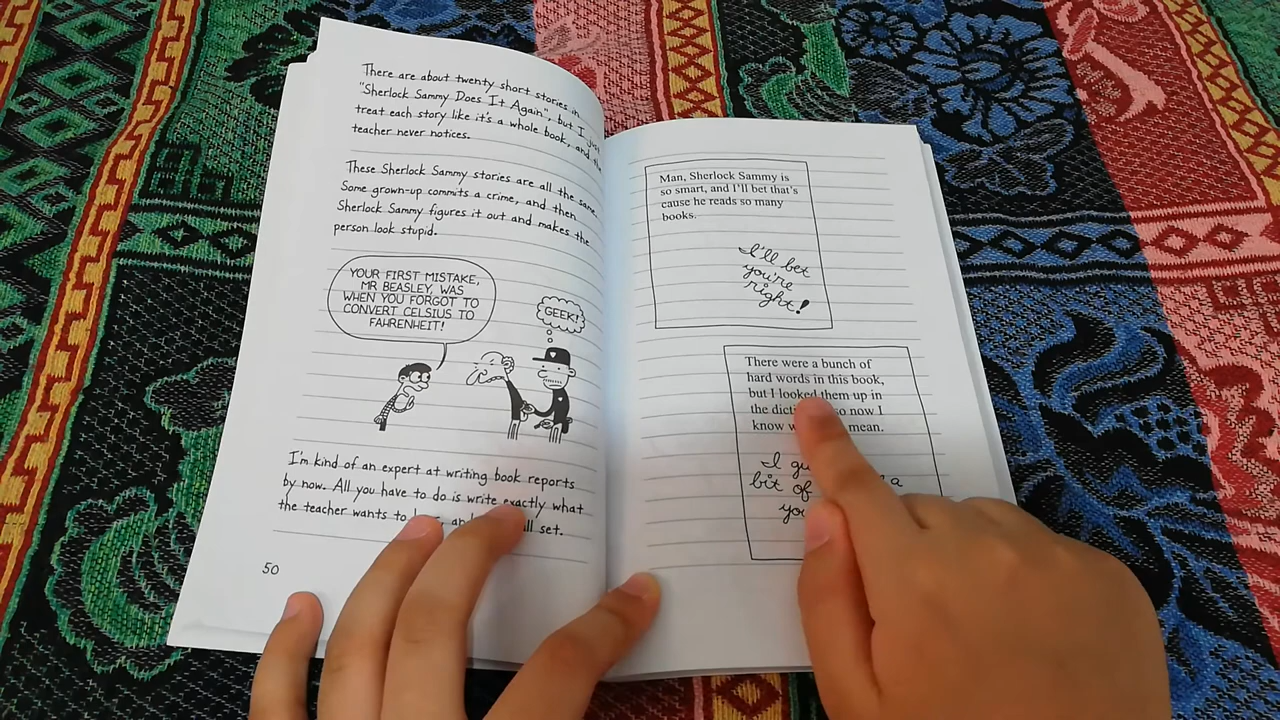 There are about twenty short stories in
"Sherlock Sammy Does It Again", but I just
treat each story like it's a whole book, and the
teacher never notices.
These Sherlock Sammy stories are all the same.
Some grown-up commits a crime, and then
Sherlock Sammy figures it out and makes the
person look stupid.
YOUR FIRST MISTAKE,
MR BEASLEY, WAS
WHEN YOU FORGOT TO
CONVERT CELSIUS TO
FAHRENHEIT!
GEEK!
I'm kind of an expert at writing book reports
by now. All you have to do is write exactly what
the teacher wants to and all set.
50
Man, Sherlock Sammy is
so smart, and I'll bet that's
cause he reads so many
books.
I'll bet
you're
right!
There were a bunch of
hard words in this book,
but I looked them up in
the so now I
know mean.
I
bit of a